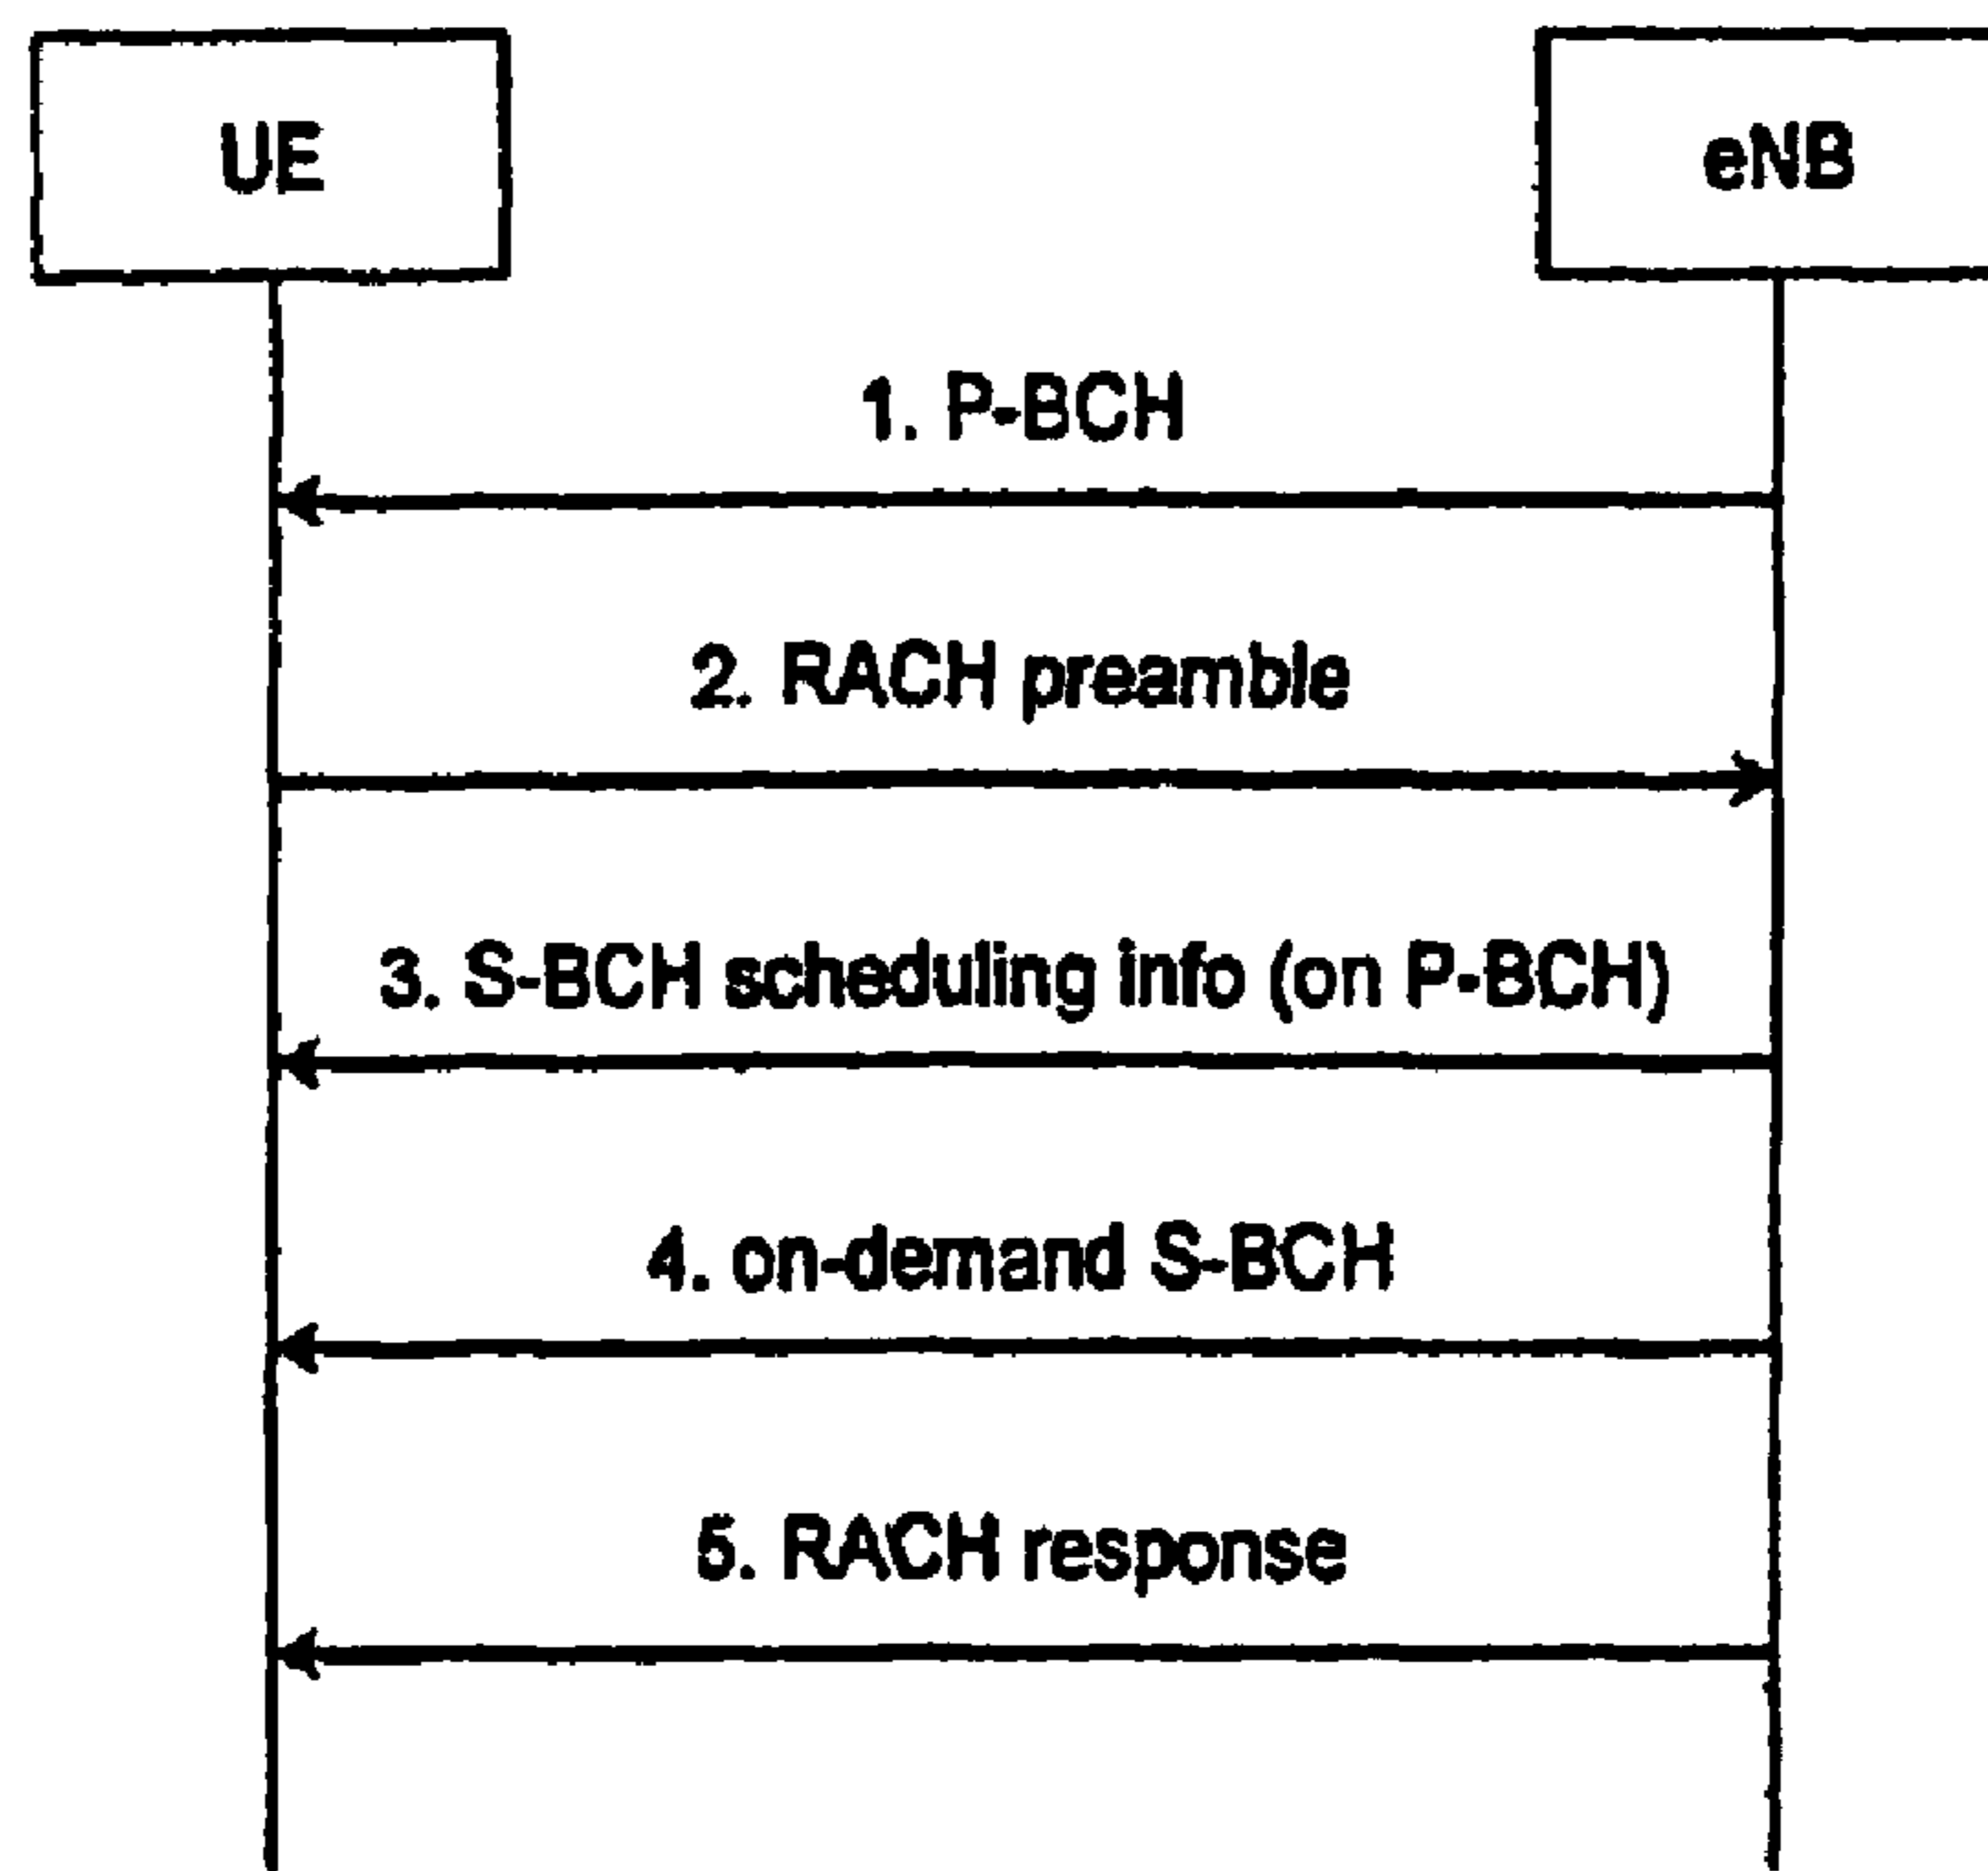 UE
eNB
1. P-BCH
2. RACH preamble
3. S-BCH scheduling info (on P-BCH)
4. on-demand S-BCH
5. RACH response